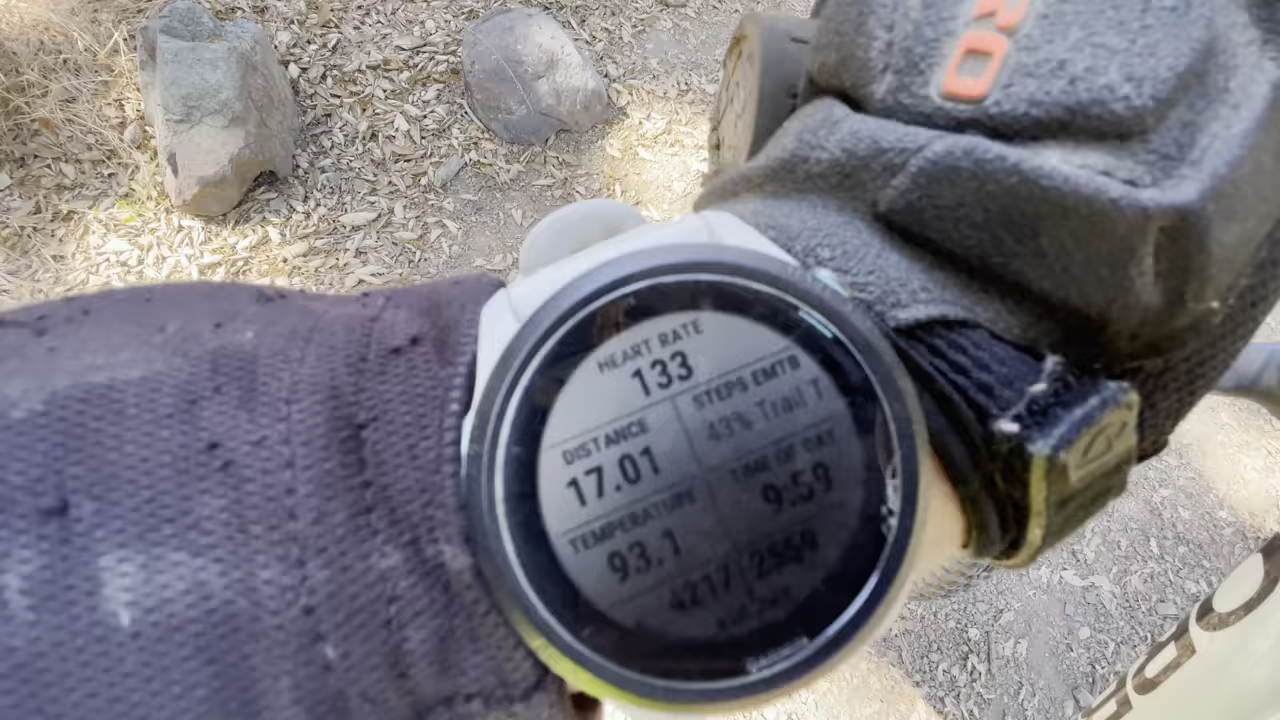 RO
HEART RATE
133
STEPS EMTB
43% Trail T
DISTANCE
17.01
TIME OF DAY
9:59
TEMPERATURE
93.1
4217 2559